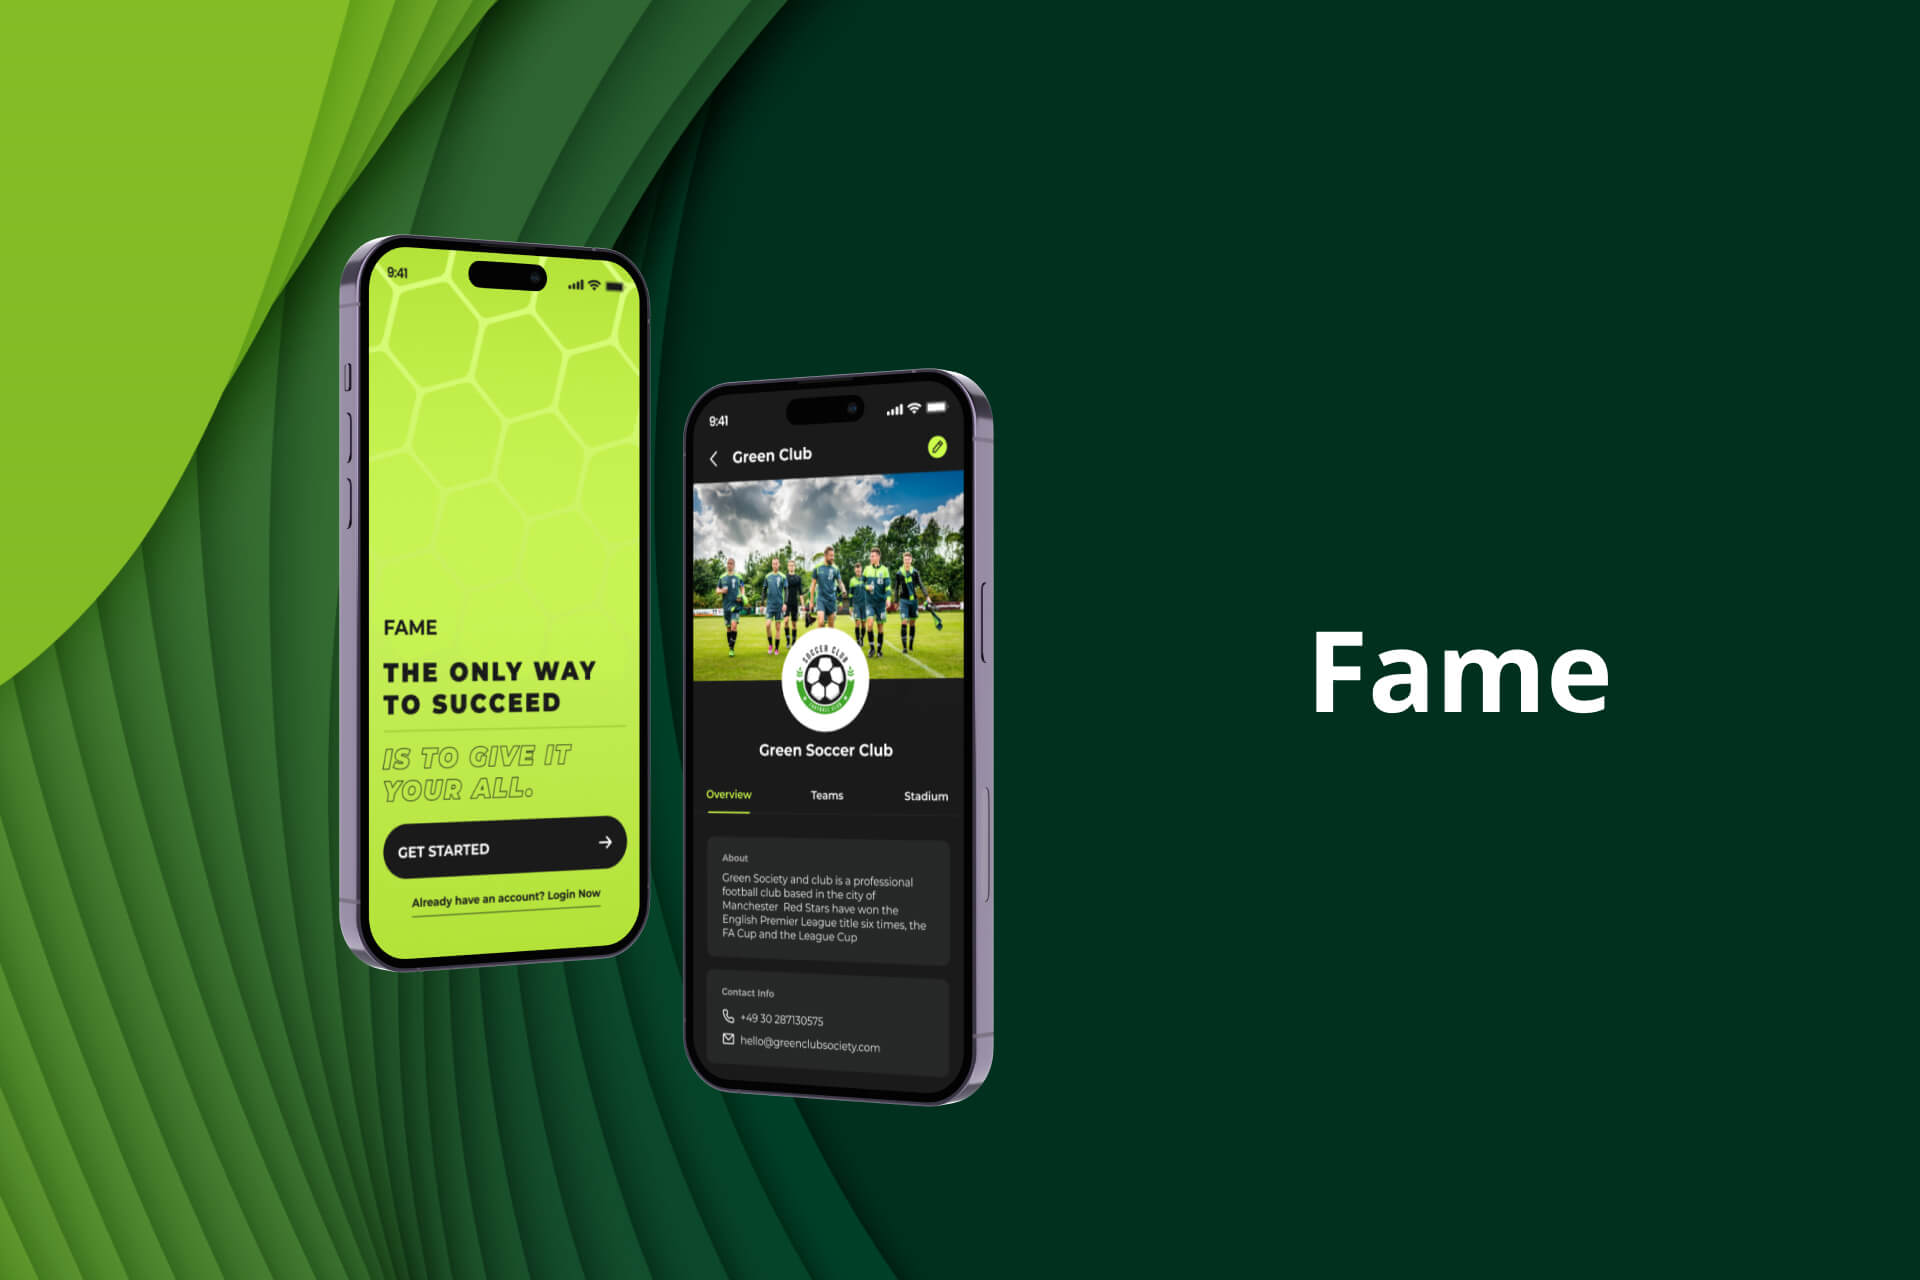 9:41
FAME
THE ONLY WAY
TO SUCCEED
IS TO GIVE IT
YOUR ALL.
GET STARTED
Already have an account? Login Now
9:41
Green Club
SOCCER CLUB
FOOTBALL CLUB
Green Soccer Club
Overview Teams Stadium
About
Green Society and club is a professional
football club based in the city of
Manchester Red Stars have won the
English Premier League title six times, the
FA Cup and the League Cup
Contact Info
+49 30 287130575
hello@greenclubsociety.com
Fame